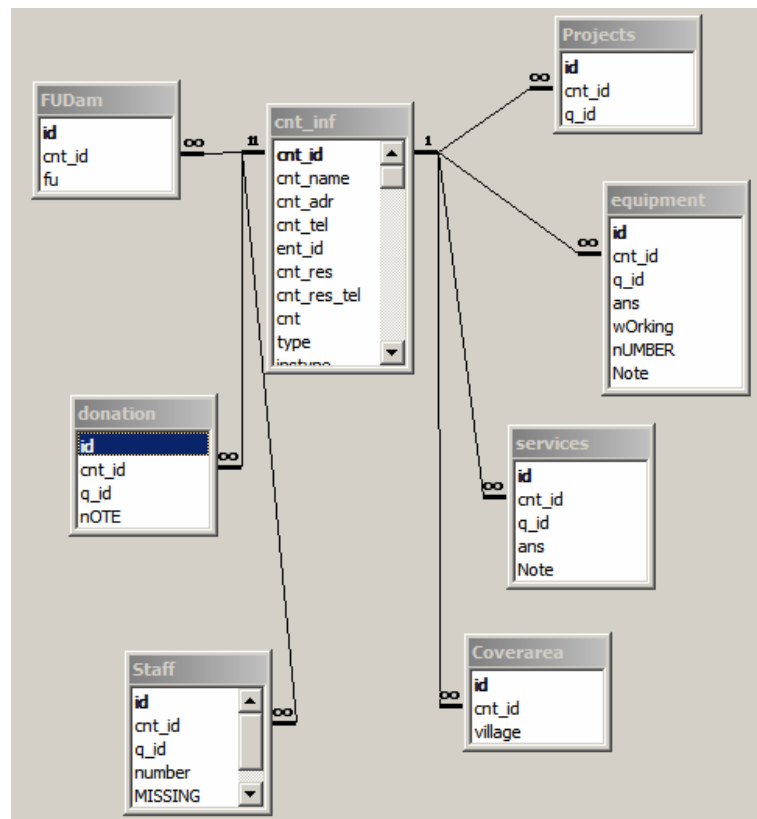 Projects
id
cnt_id
q_id
FUDam
id
cnt_id
fu
cnt_inf
cnt_id
cnt_name
cnt_adr
cnt_tel
ent_id
cnt_res
cnt_res_tel
cnt
type
∞
11
1
∞
equipment
id
cnt_id
q_id
ans
wOrking
nUMBER
Note
∞
donation
id
cnt_id
q_id
nOTE
∞
services
id
cnt_id
q_id
ans
Note
∞
Staff
id
cnt_id
q_id
number
MISSING
∞
Coverarea
id
cnt_id
village
∞